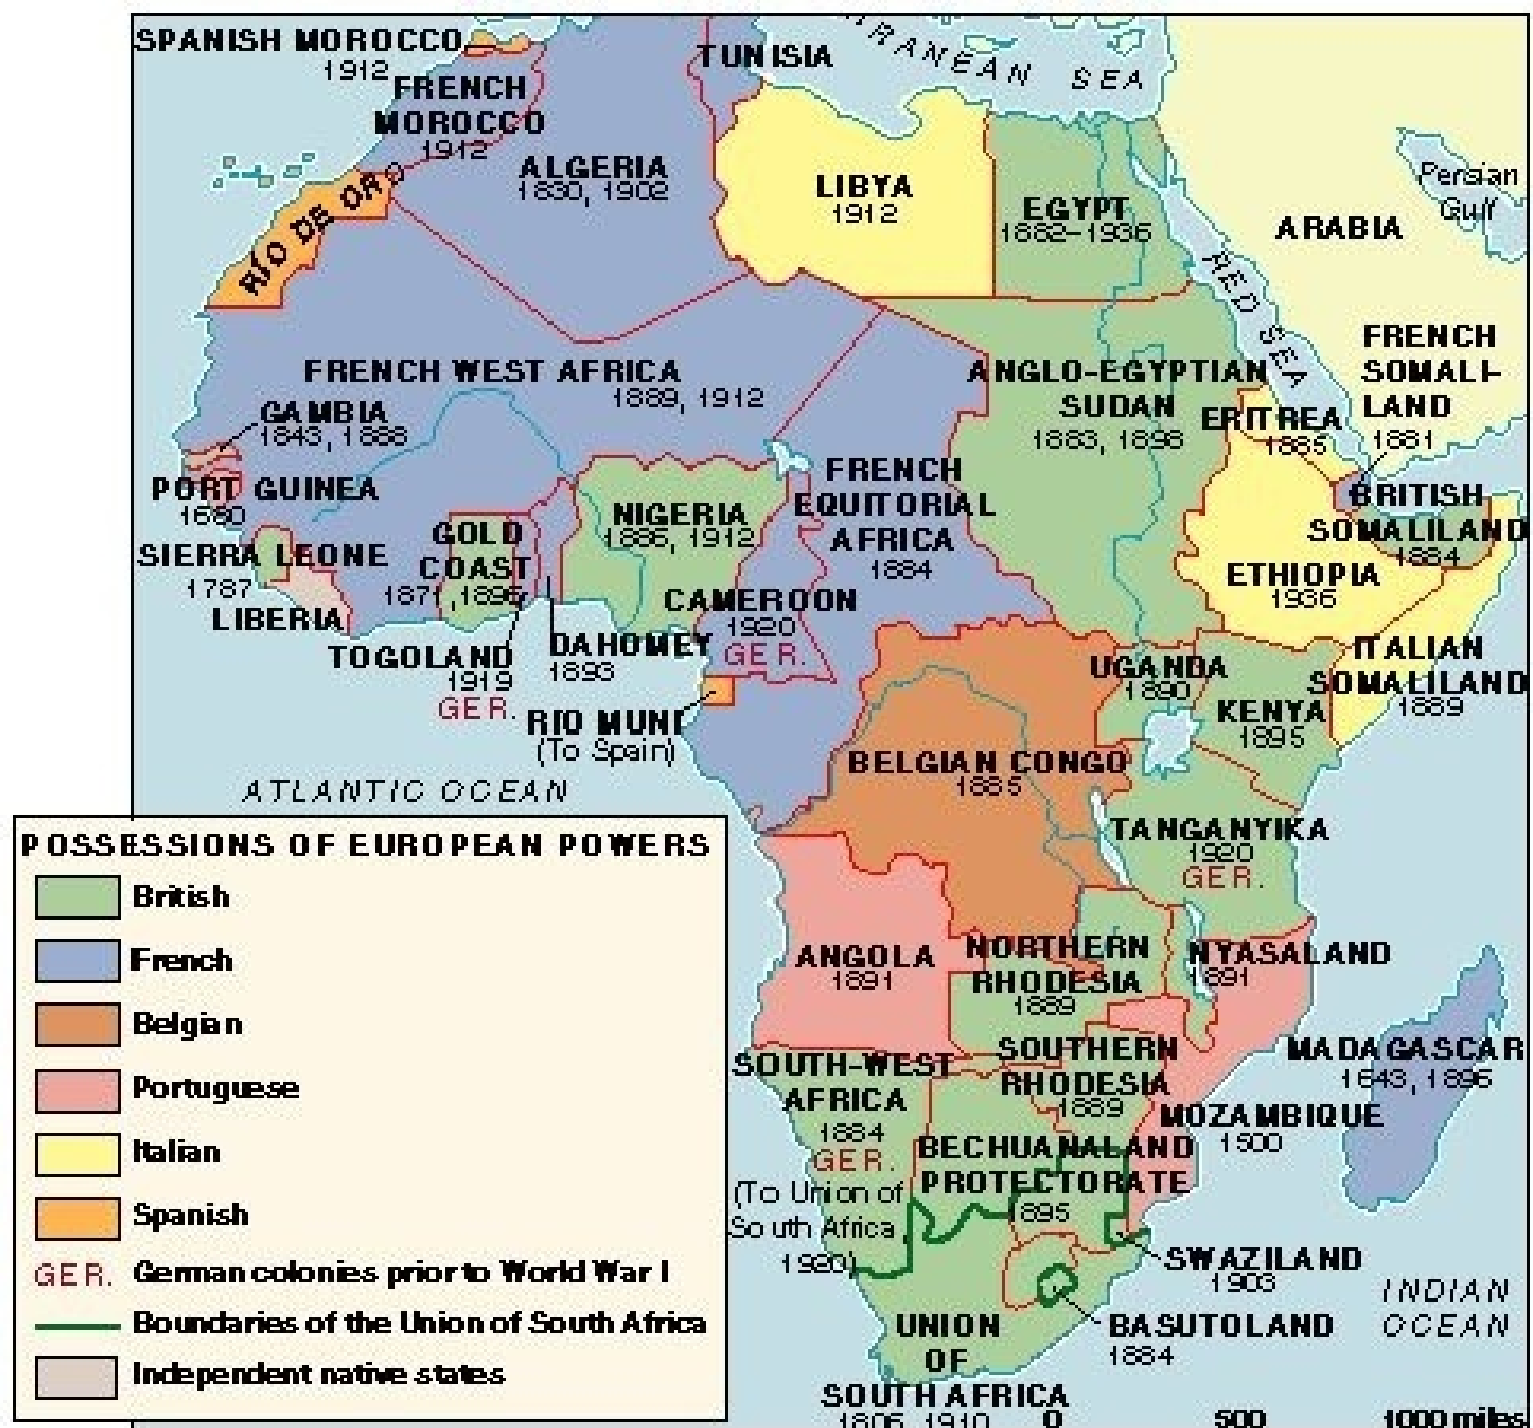 SPANISH MOROCCO
1912
FRENCH
MOROCCO
1912
TUNISIA
RANEAN SEA
ALGERIA
1830, 1902
LIBYA
1912
EGYPT
1882-1936
Persian
Gulf
ARABIA
RÍO DE OR
RED SEA
FRENCH WEST AFRICA
1889, 1912
ANGLO-EGYPTIAN
SUDAN
1883, 1898
FRENCH
SOMALI-
LAND
1881
ERITREA
1885
GAMBIA
1843, 1888
PORT GUINEA
1680
FRENCH
EQUITORIAL
AFRICA
1884
NIGERIA
1886, 1912
BRITISH
SOMALILAND
1884
GOLD
COAST
1871, 1896
SIERRA LEONE
1787
LIBERIA
ETHIOPIA
1936
CAMEROON
1920
GER.
TOGOLAND
1919
GER.
DAHOMEY
1893
RIO MUNI
(To Spain)
UGANDA
1890
KENYA
1895
ITALIAN
SOMALILAND
1889
BELGIAN CONGO
1885
ATLANTIC OCEAN
TANGANYIKA
1920
GER.
ANGOLA
1891
NORTHERN
RHODESIA
1889
NYASALAND
1891
SOUTHERN
RHODESIA
1889
MADAGASCAR
1643, 1896
MOZAMBIQUE
1500
SOUTH-WEST
AFRICA
1884
GER.
(To Union of
South Africa
1920)
BECHUANALAND
PROTECTORATE
1895
SWAZILAND
1903
BASUTOLAND
1884
INDIAN
OCEAN
UNION
OF
SOUTH AFRICA
1806, 1910
0 500 1000 miles
POSSESSIONS OF EUROPEAN POWERS
British
French
Belgian
Portuguese
Italian
Spanish
GER. German colonies prior to World War I
Boundaries of the Union of South Africa
Independent native states